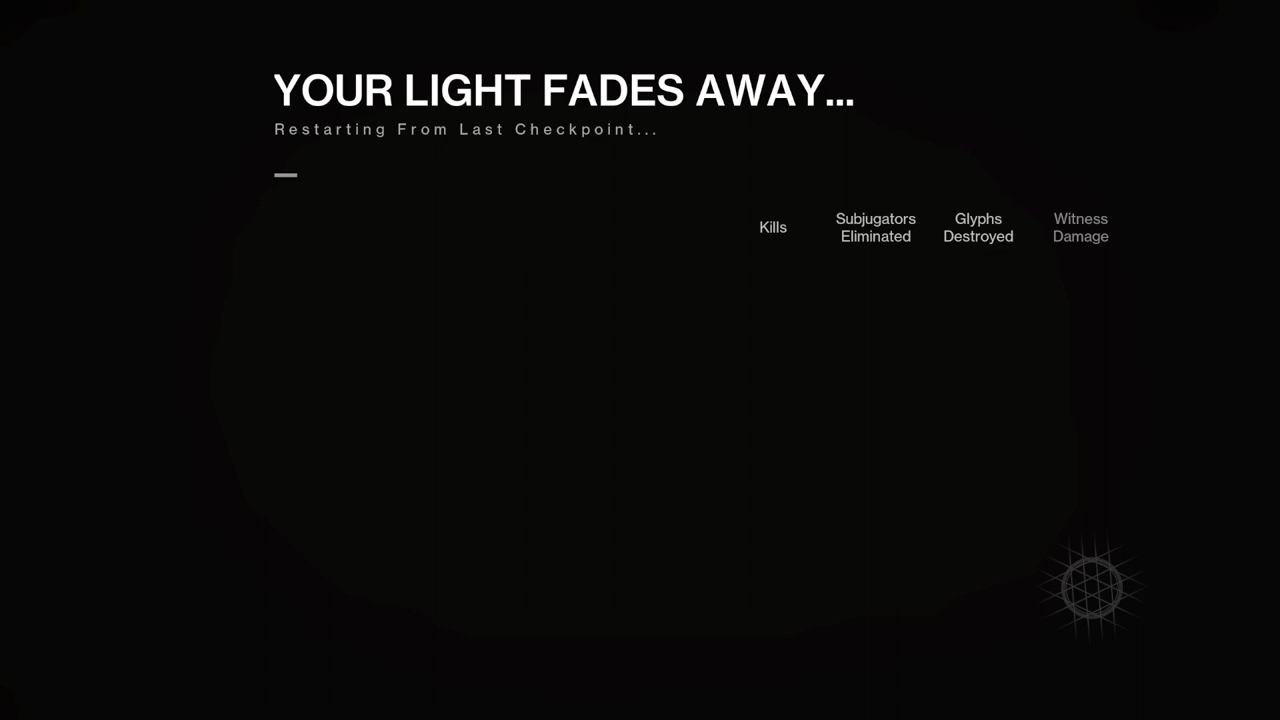 YOUR LIGHT FADES AWAY...
Restarting From Last Checkpoint...
Kills
Subjugators
Eliminated
Glyphs
Destroyed
Witness
Damage